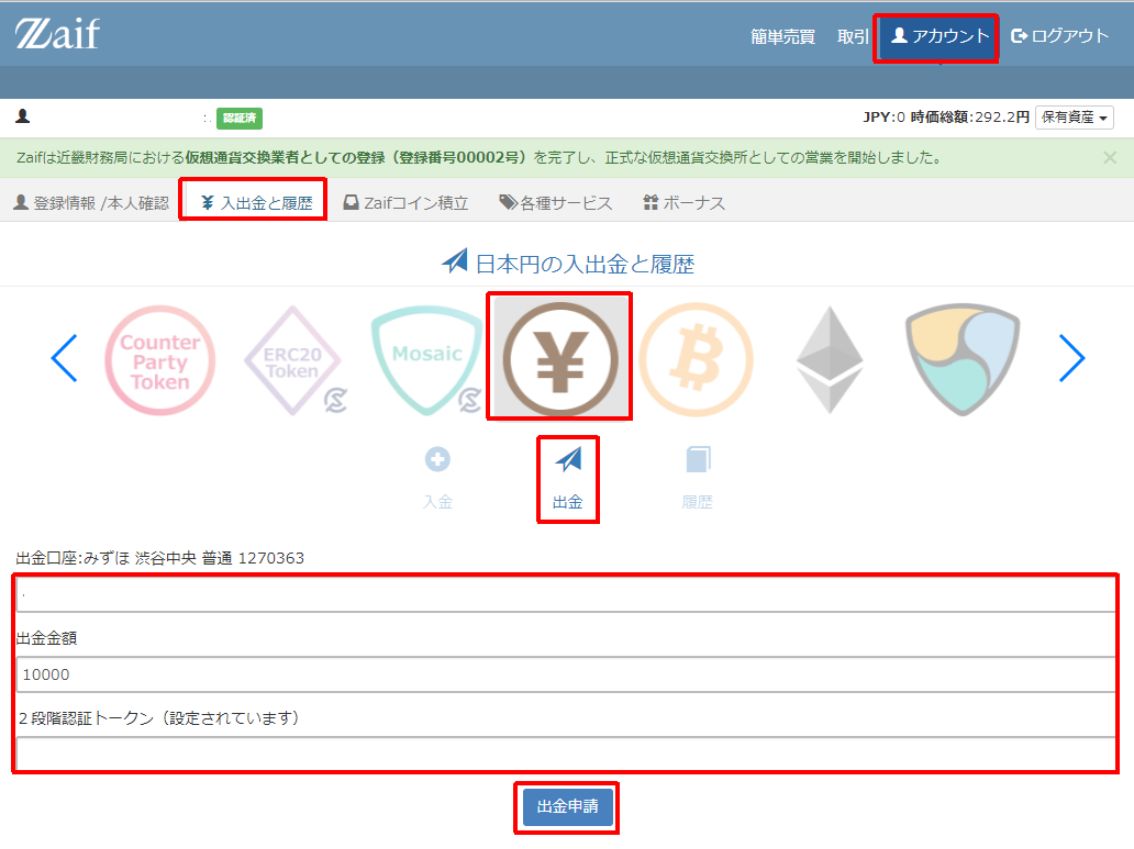 Zaif
簡単売買 取引 アカウント ログアウト
認証済 JPY:0 時価総額:292.2円 保有資産
Zaifは近畿財務局における仮想通貨交換業者としての登録（登録番号00002号）を完了し、正式な仮想通貨交換所としての営業を開始しました。 ×
登録情報 /本人確認 ¥ 入出金と履歴 Zaifコイン積立 各種サービス ボーナス
日本円の入出金と履歴
Counter
Party
Token
ERC20
Token
Mosaic
¥
入金 出金 履歴
出金口座:みずほ 渋谷中央 普通 1270363
出金金額
10000
２段階認証トークン（設定されています）
出金申請